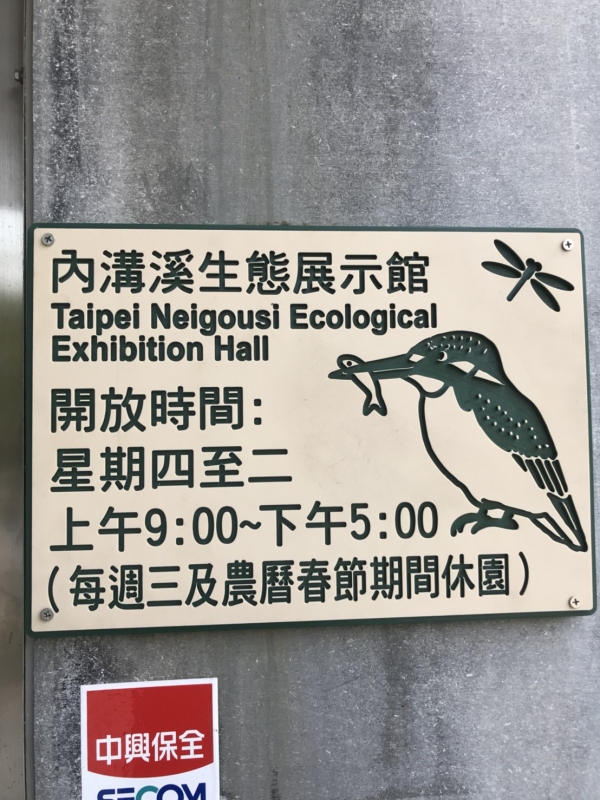 內溝溪生態展示館
Taipei Neigousi Ecological
Exhibition Hall
開放時間:
星期四至二
上午9:00~下午5:00
(每週三及農曆春節期間休園)
中興保全
SECOM